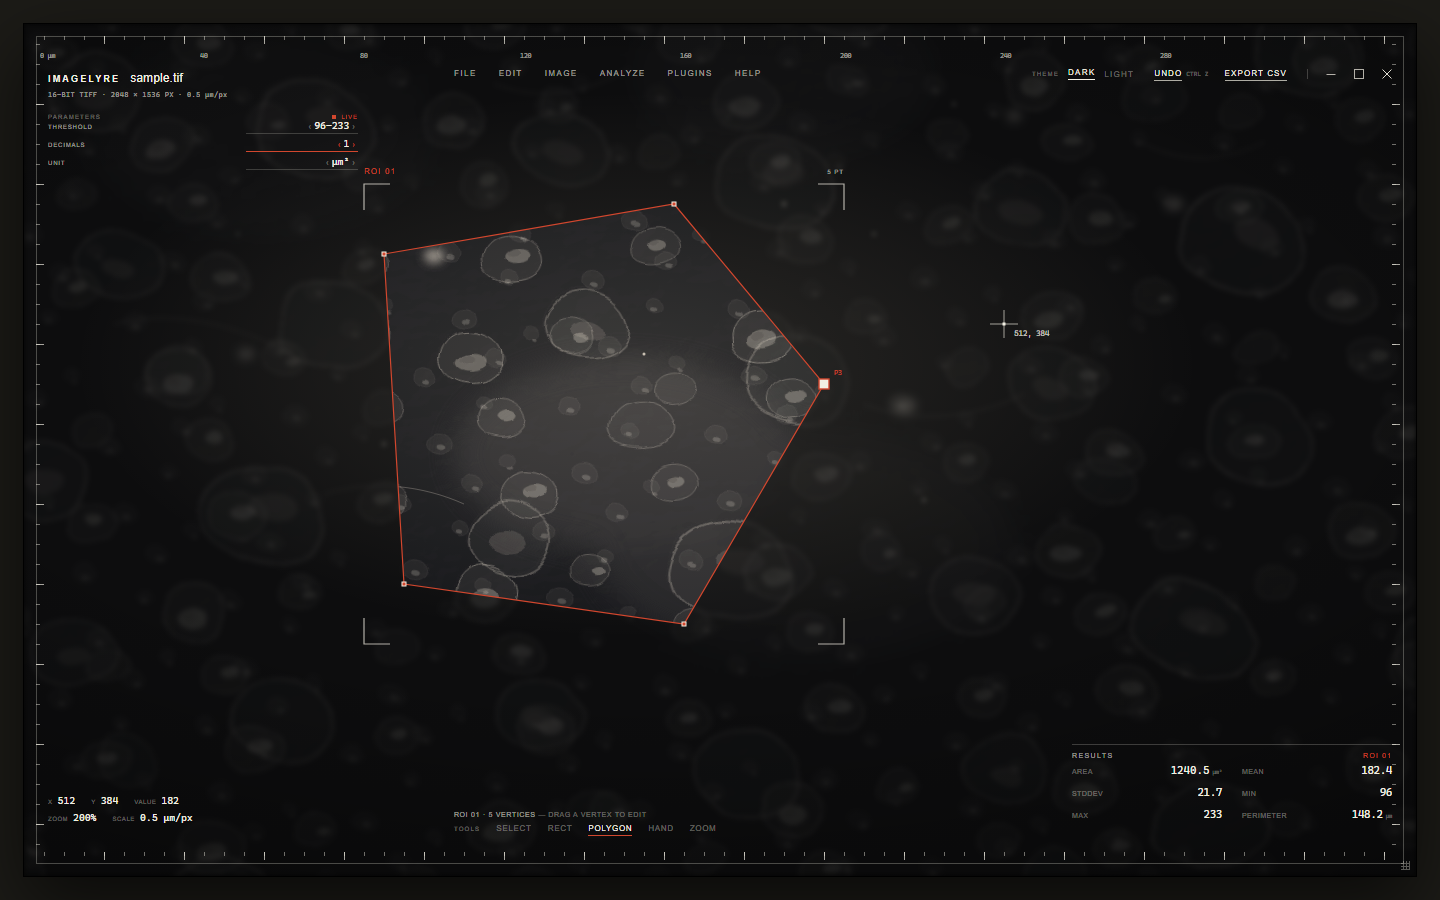 0 µm 40 80 120 160 200 240 280
IMAGELYRE sample.tif
FILE EDIT IMAGE ANALYZE PLUGINS HELP
THEME DARK LIGHT UNDO CTRL Z EXPORT CSV
16-BIT TIFF · 2048 × 1536 PX · 0.5 µm/px
PARAMETERS LIVE
THRESHOLD ‹ 96–233 ›
DECIMALS ‹ 1 ›
UNIT ‹ µm² ›
ROI 01 5 PT
512, 384
P3
RESULTS ROI 01
AREA 1240.5 µm² MEAN 182.4
STDDEV 21.7 MIN 96
MAX 233 PERIMETER 148.2 µm
X 512 Y 384 VALUE 182
ZOOM 200% SCALE 0.5 µm/px
ROI 01 · 5 VERTICES — DRAG A VERTEX TO EDIT
TOOLS SELECT RECT POLYGON HAND ZOOM